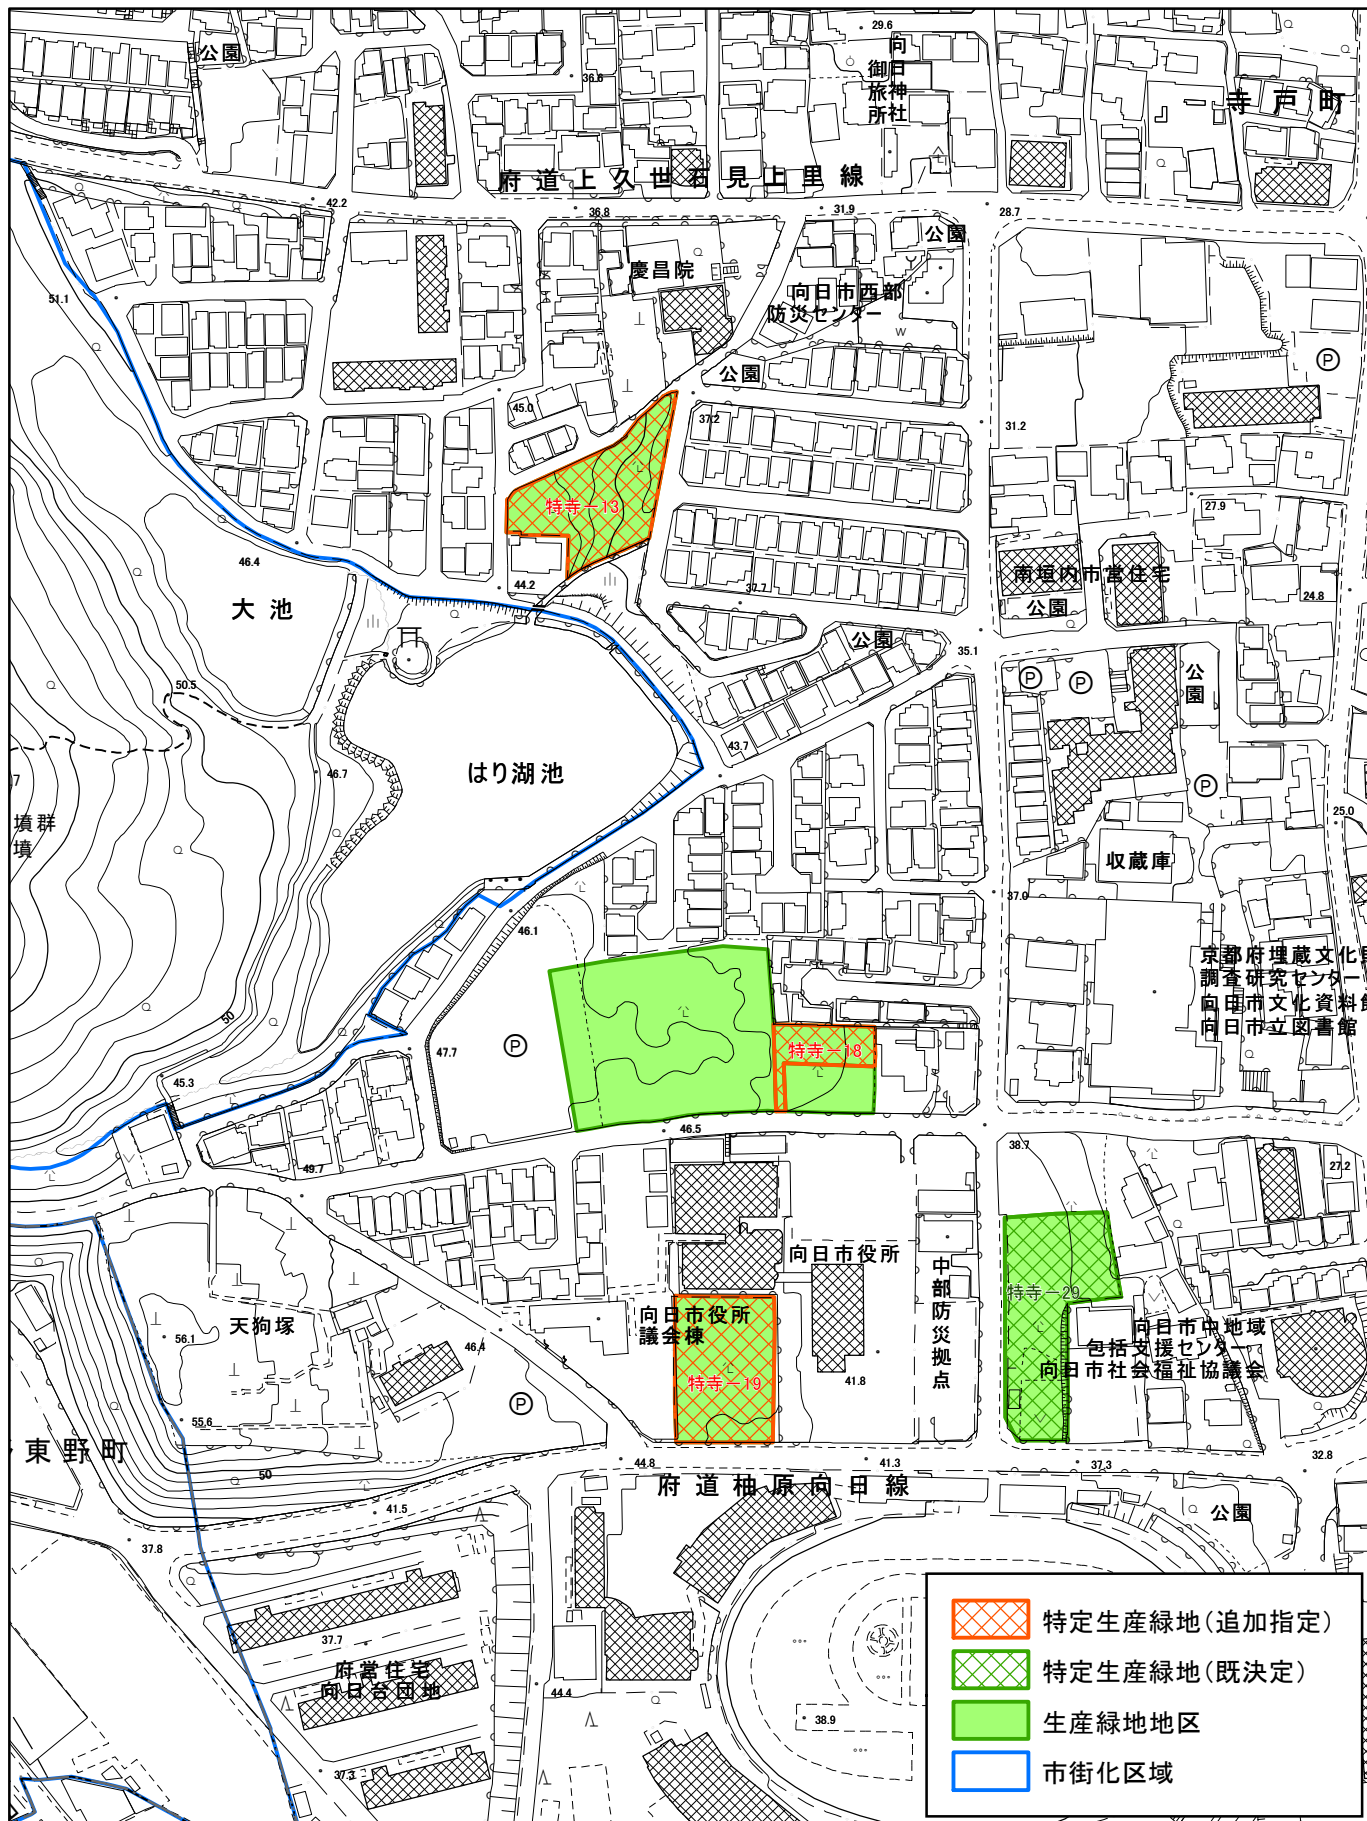 公園
29.6
向日神社
御旅所
36.6
寺戸町
府道上久世石見上里線
42.2
36.8
31.9
28.7
公園
慶昌院
51.1
向日市西部
防災センター
W
P
公園
45.0
37.2
31.2
特寺－13
27.9
46.4
44.2
37.7
南垣内市営住宅
24.8
大池
公園
公園
35.1
50.5
P
P
公園
43.7
46.7
はり湖池
P
墳群
墳
25.0
収蔵庫
37.0
46.1
京都府埋蔵文化
調査研究センター
向日市文化資料館
向日市立図書館
50
47.7
P
特寺－18
45.3
46.5
38.7
49.7
27.2
向日市役所
中部防災拠点
特寺－29
天狗塚
56.1
向日市役所
議会棟
46.4
向日市中地域
包括支援センター
向日市社会福祉協議会
特寺－19
41.8
P
55.6
東野町
50
44.8
41.3
37.3
32.8
府道柚原向日線
41.5
公園
37.8
37.7
府営住宅
向日台団地
44.4
38.9
37.3
特定生産緑地（追加指定）
特定生産緑地（既決定）
生産緑地地区
市街化区域